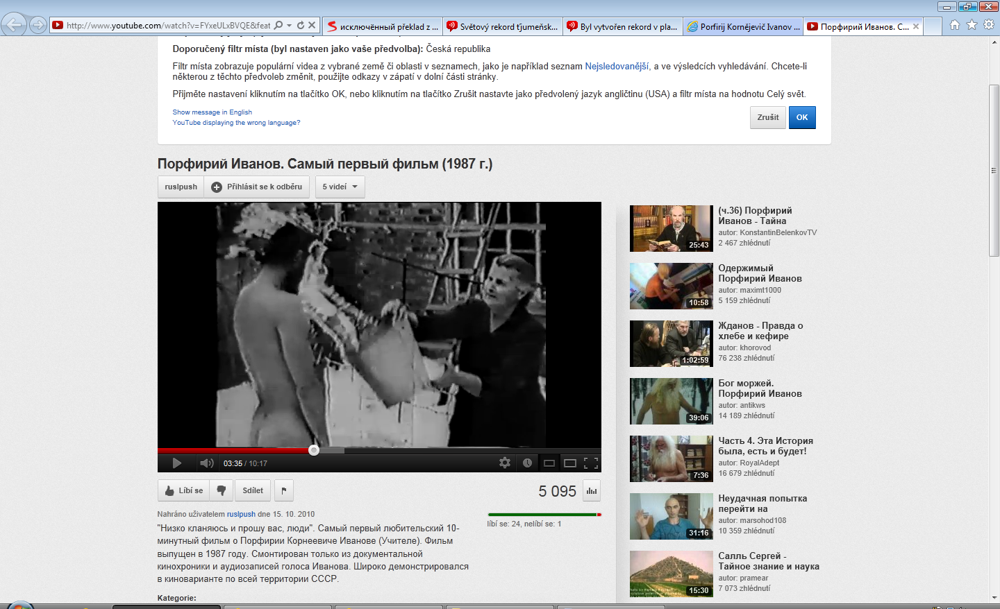 http://www.youtube.com/watch?v=FYxeULxBVQE&feat
исключённый překlad z ...
Světový rekord tjumeňsk...
Byl vytvořen rekord v pla...
Porfirij Kornějevič Ivanov ...
Порфирий Иванов. С...
Doporučený filtr místa (byl nastaven jako vaše předvolba): Česká republika
Filtr místa zobrazuje populární videa z vybrané země či oblasti v seznamech, jako je například seznam Nejsledovanější, a ve výsledcích vyhledávání. Chcete-li
některou z těchto předvoleb změnit, použijte odkazy v zápatí v dolní části stránky.
Přijměte nastavení kliknutím na tlačítko OK, nebo kliknutím na tlačítko Zrušit nastavte jako předvolený jazyk angličtinu (USA) a filtr místa na hodnotu Celý svět.
Show message in English
YouTube displaying the wrong language?
Zrušit
OK
Порфирий Иванов. Самый первый фильм (1987 г.)
ruslpush
Přihlásit se k odběru
5 videí
03:35 / 10:17
Líbí se
Sdílet
5 095
Nahráno uživatelem ruslpush dne 15. 10. 2010
líbí se: 24, nelíbí se: 1
"Низко кланяюсь и прошу вас, люди". Самый первый любительский 10-
минутный фильм о Порфирии Корнеевиче Иванове (Учителе). Фильм
выпущен в 1987 году. Смонтирован только из документальной
кинохроники и аудиозаписей голоса Иванова. Широко демонстрировался
в киноварианте по всей территории СССР.
Kategorie:
25:43
(ч.36) Порфирий
Иванов - Тайна
autor: KonstantinBelenkovTV
2 467 zhlédnutí
10:58
Одержимый
Порфирий Иванов
autor: maximt1000
5 159 zhlédnutí
1:02:59
Жданов - Правда о
хлебе и кефире
autor: khorovod
76 238 zhlédnutí
39:06
Бог моржей.
Порфирий Иванов
autor: antikws
14 189 zhlédnutí
7:36
Часть 4. Эта История
была, есть и будет!
autor: RoyalAdept
16 679 zhlédnutí
31:16
Неудачная попытка
перейти на
autor: marsohod108
10 359 zhlédnutí
15:30
Салль Сергей -
Тайное знание и наука
autor: pramear
7 073 zhlédnutí